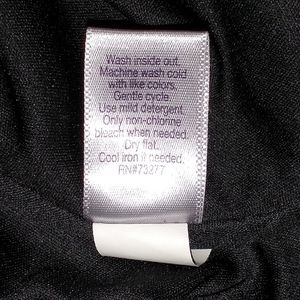 Wash inside out.
Machine wash cold
with like colors.
Gentle cycle.
Use mild detergent.
Only non-chlorine
bleach when needed.
Dry flat.
Cool iron if needed.
RN#73277